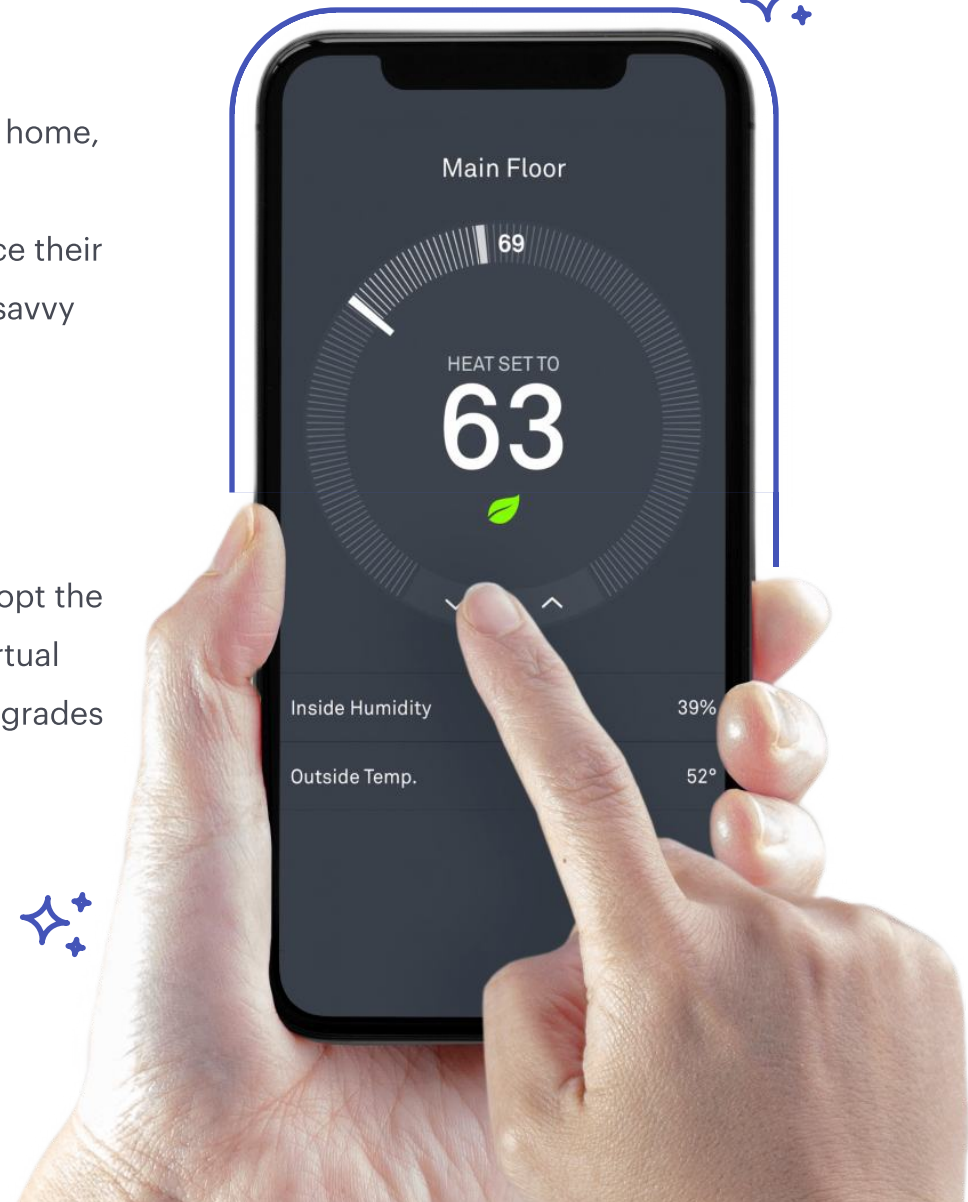 home,
ce their
savvy
opt the
rtual
grades
Main Floor
69
HEAT SET TO
63
Inside Humidity 39%
Outside Temp. 52°